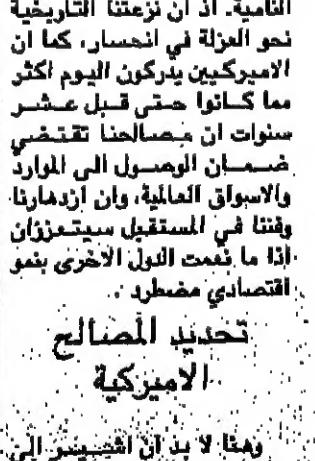 النامية. اذ ان نزعتنا التاريخية
نحو العزلة في انحسار، كما ان
الاميركيين يدركون اليوم اكثر
مما كانوا حتى قبل عشر
سنوات ان مصالحنا تقتضي
ضمان الوصول الى الموارد
والاسواق العالمية، وان ازدهارنا
في المستقبل سيتعززان
اذا ما نعمت الدول الاخرى بنمو
اقتصادي مضطرد.
تحديد المصالح
الاميركية
وهنا لا بد ان اشير الى